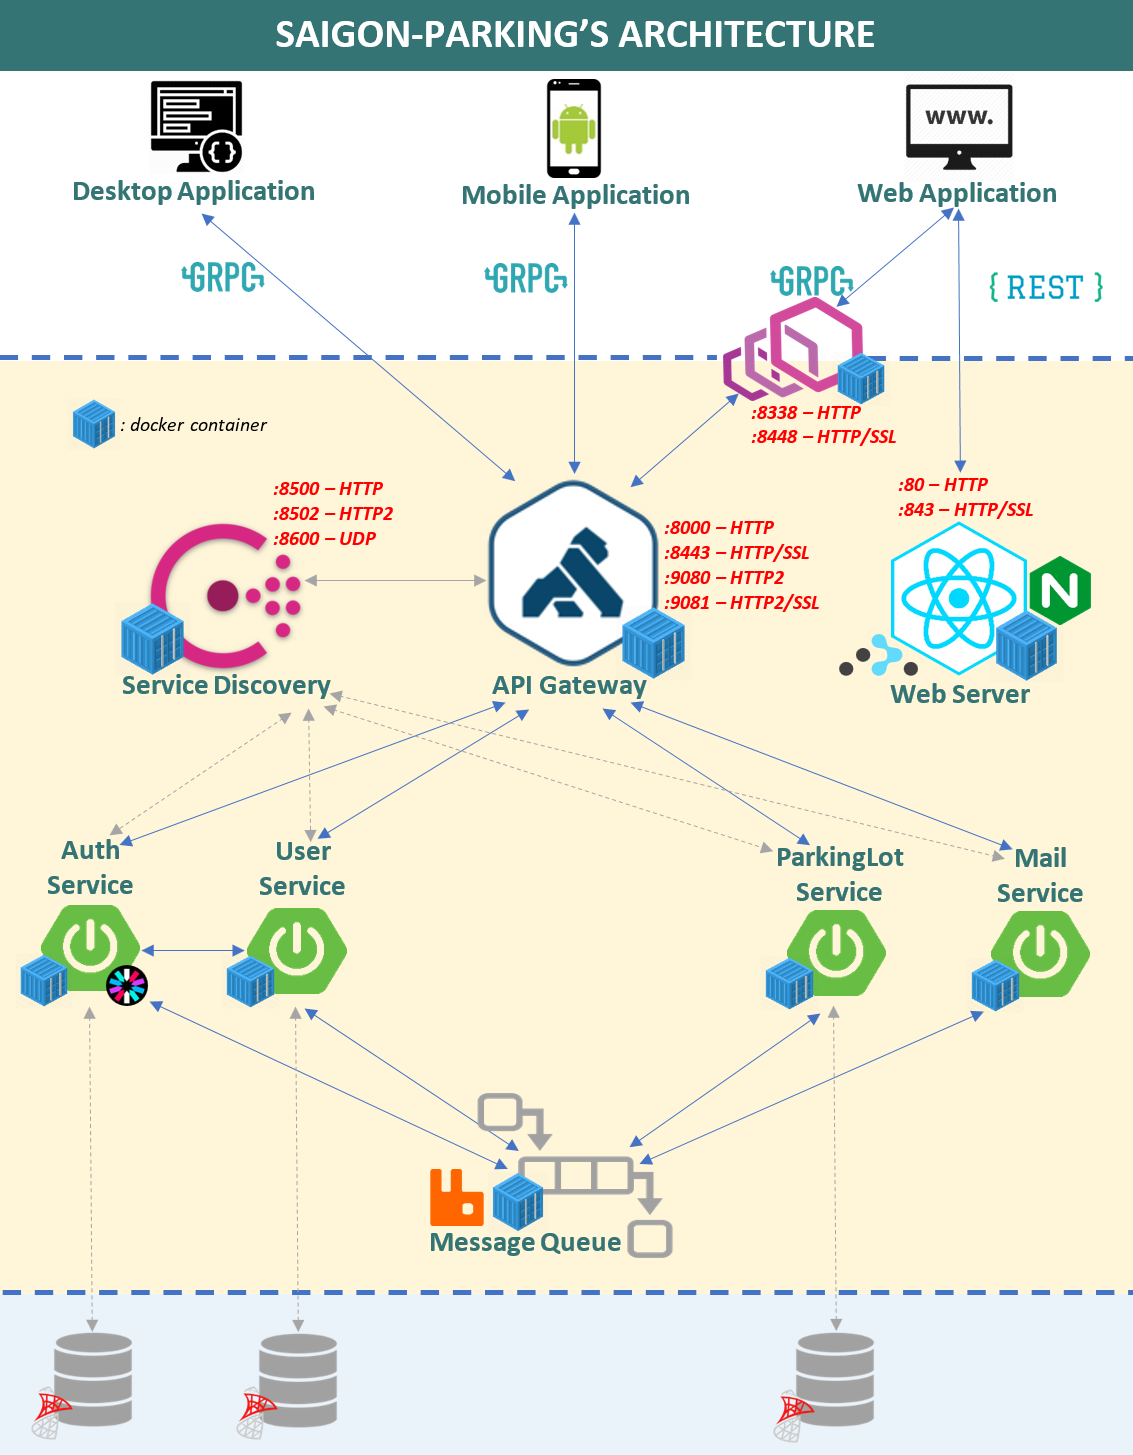 SAIGON-PARKING'S ARCHITECTURE
www.
Desktop Application
Mobile Application
Web Application
GRPC
GRPC
GRPC
{ REST }
: docker container
:8338 – HTTP
:8448 – HTTP/SSL
:8500 – HTTP
:8502 – HTTP2
:8600 – UDP
:8000 – HTTP
:8443 – HTTP/SSL
:9080 – HTTP2
:9081 – HTTP2/SSL
:80 – HTTP
:843 – HTTP/SSL
N
Service Discovery
API Gateway
Web Server
Auth
Service
User
Service
ParkingLot
Service
Mail
Service
Message Queue